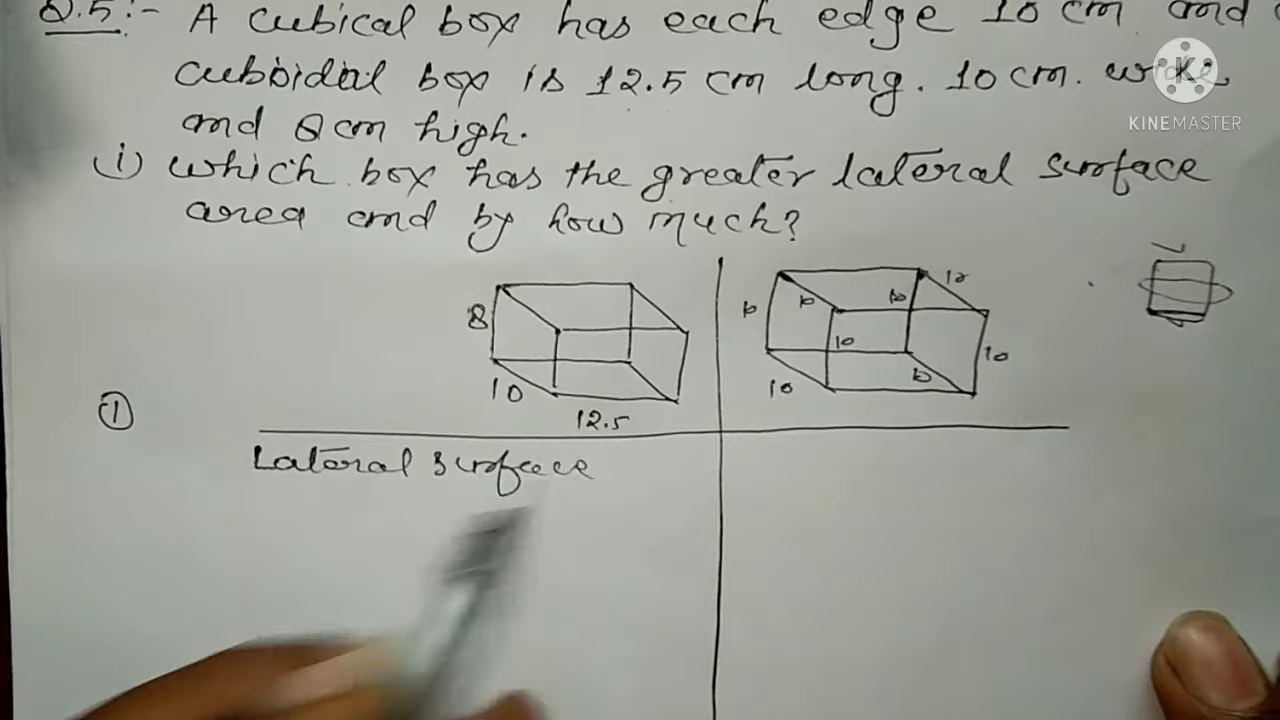 Q.5:- A cubical box has each edge 10 cm and
cuboidal box is 12.5 cm long. 10 cm. wide
and 8 cm high.
KINEMASTER
(i) which box has the greater lateral surface
area and by how much?
8
10
12.5
10
10
10
10
①
Lateral surface